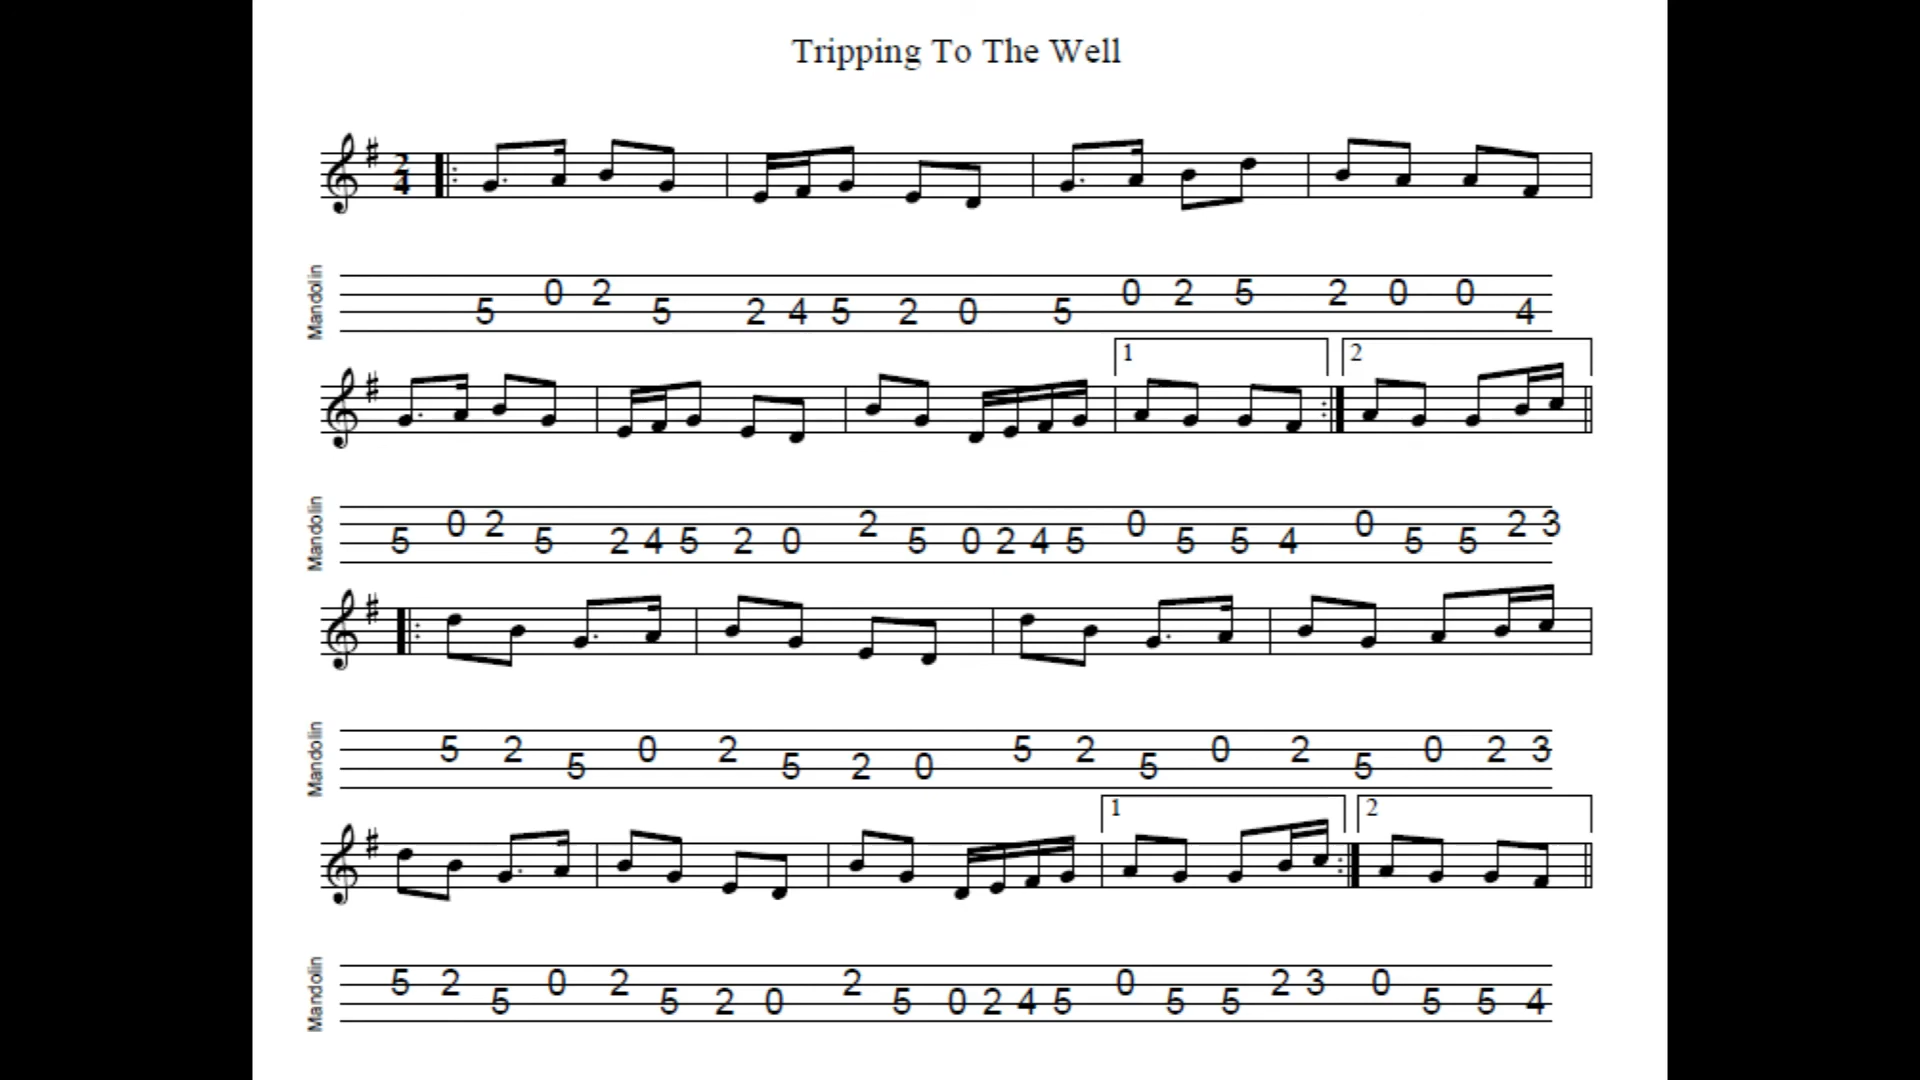 Tripping To The Well
2
4
Mandolin
5 0 2 5 2 4 5 2 0 5 0 2 5 2 0 0 4
1 2
Mandolin
5 0 2 5 2 4 5 2 0 2 5 0 2 4 5 0 5 5 4 0 5 5 2 3
Mandolin
5 2 5 0 2 5 2 0 5 2 5 0 2 5 0 2 3
1 2
Mandolin
5 2 5 0 2 5 2 0 2 5 0 2 4 5 0 5 5 2 3 0 5 5 4